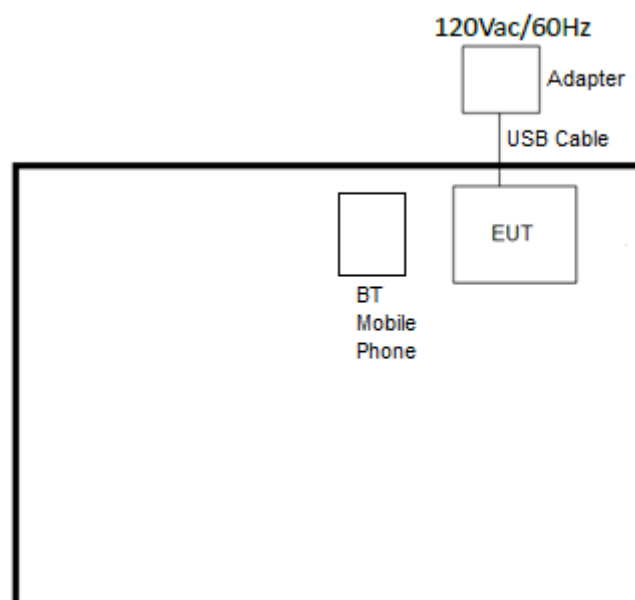 120Vac/60Hz
Adapter
USB Cable
EUT
BT
Mobile
Phone